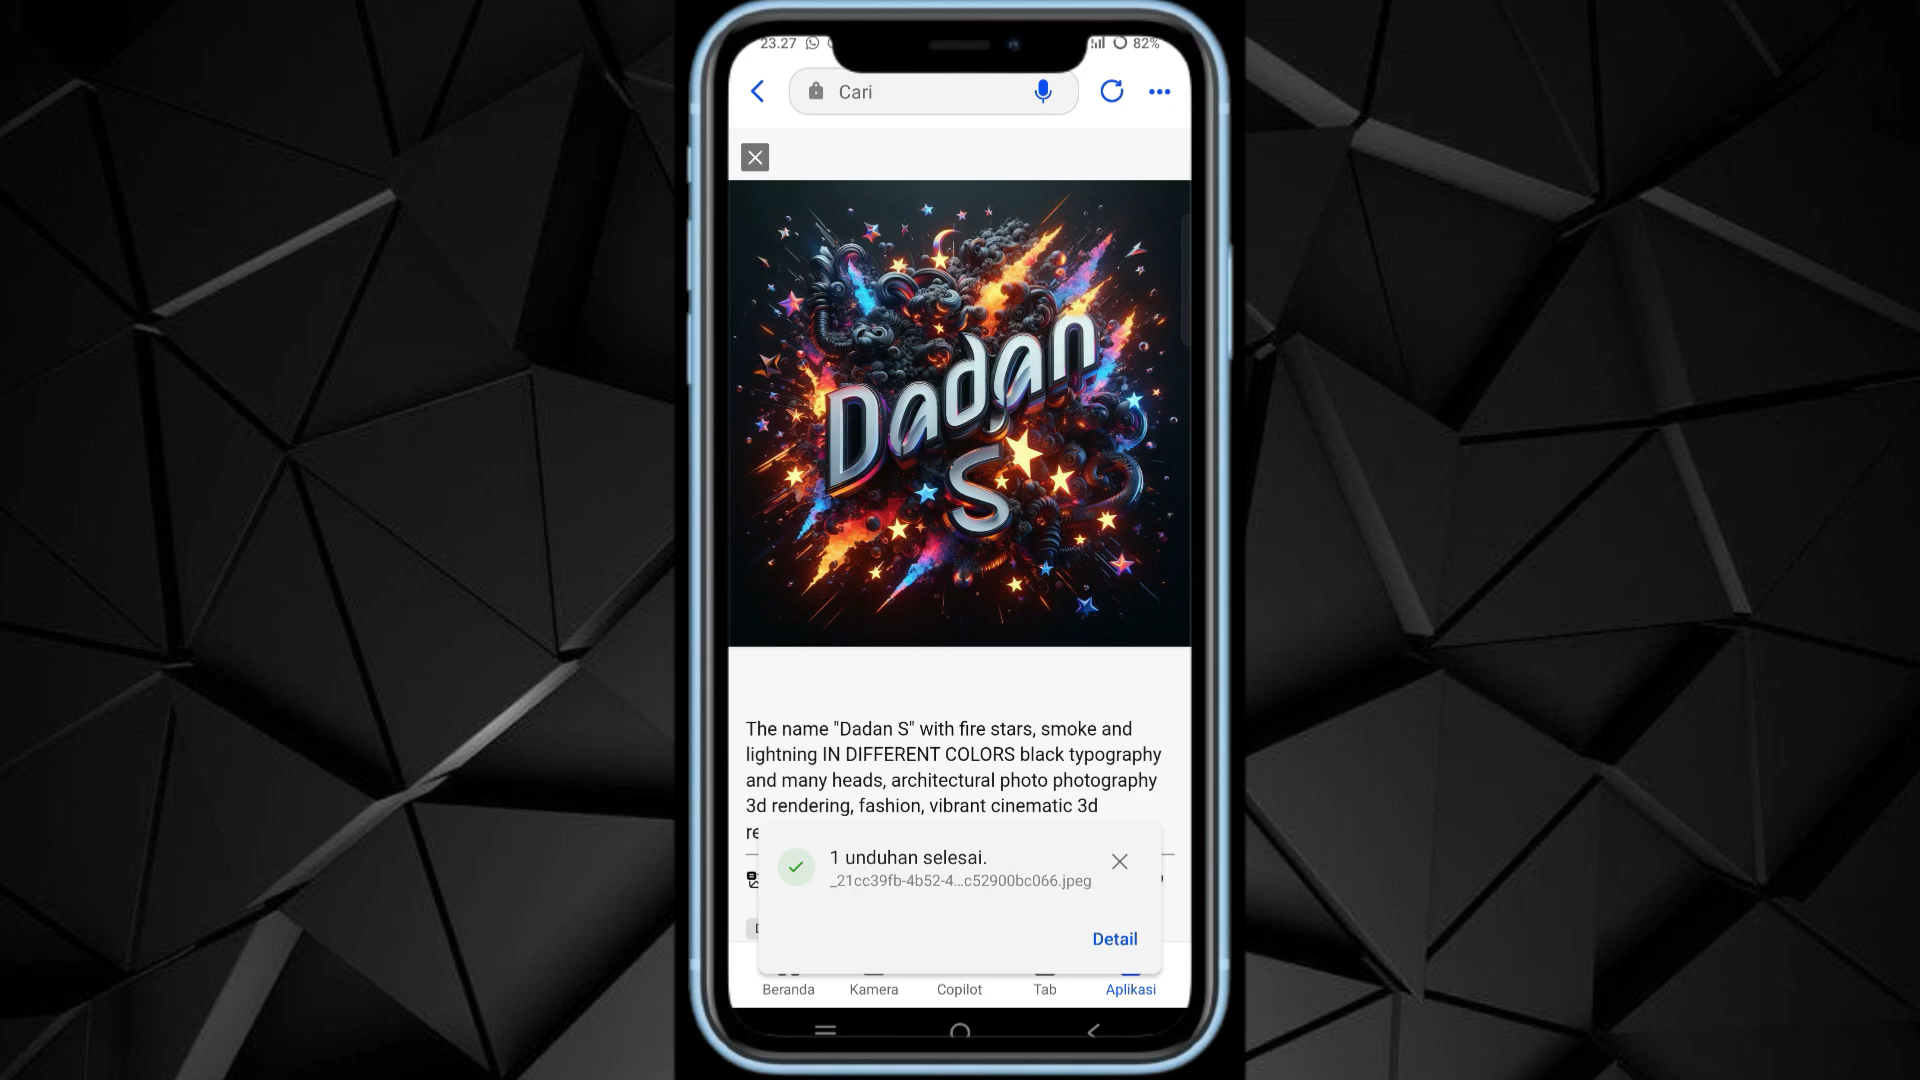 23.27 82%
Cari
Dadan
S
The name "Dadan S" with fire stars, smoke and
lightning IN DIFFERENT COLORS black typography
and many heads, architectural photo photography
3d rendering, fashion, vibrant cinematic 3d
re
1 unduhan selesai.
_21cc39fb-4b52-4...c52900bc066.jpeg
Detail
Beranda Kamera Copilot Tab Aplikasi